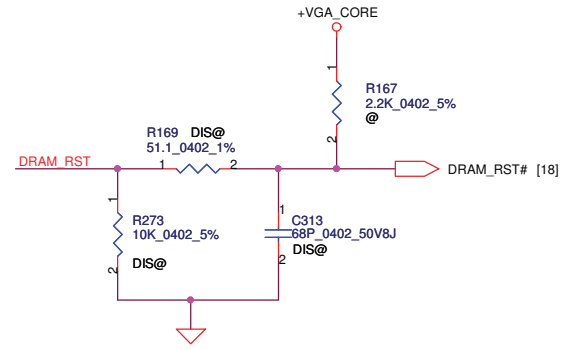 +VGA_CORE
1
R167
2.2K_0402_5%
@
2
R169 DIS@
51.1_0402_1%
DRAM_RST
1
2
DRAM_RST# [18]
1
R273
10K_0402_5%
2
DIS@
1
C313
68P_0402_50V8J
DIS@
2